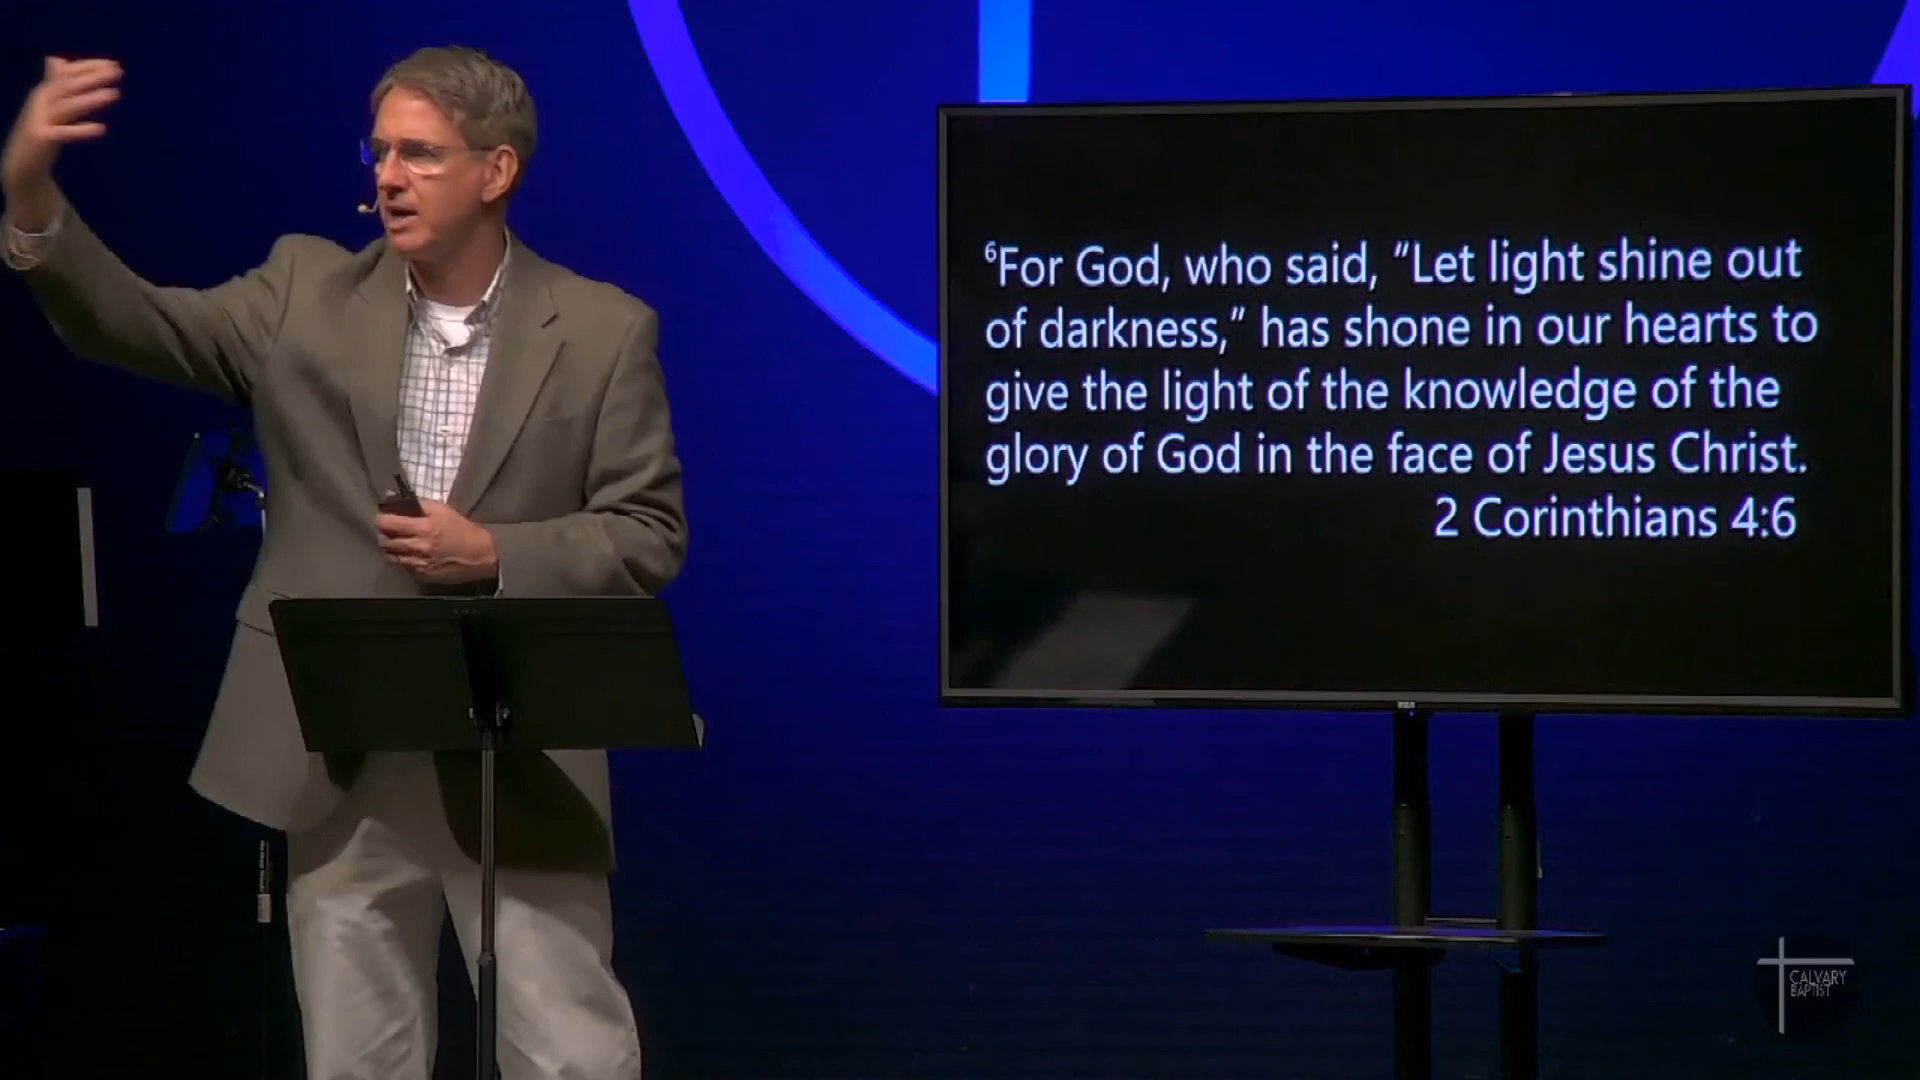 ⁶For God, who said, “Let light shine out
of darkness,” has shone in our hearts to
give the light of the knowledge of the
glory of God in the face of Jesus Christ.
2 Corinthians 4:6
CALVARY
BAPTIST